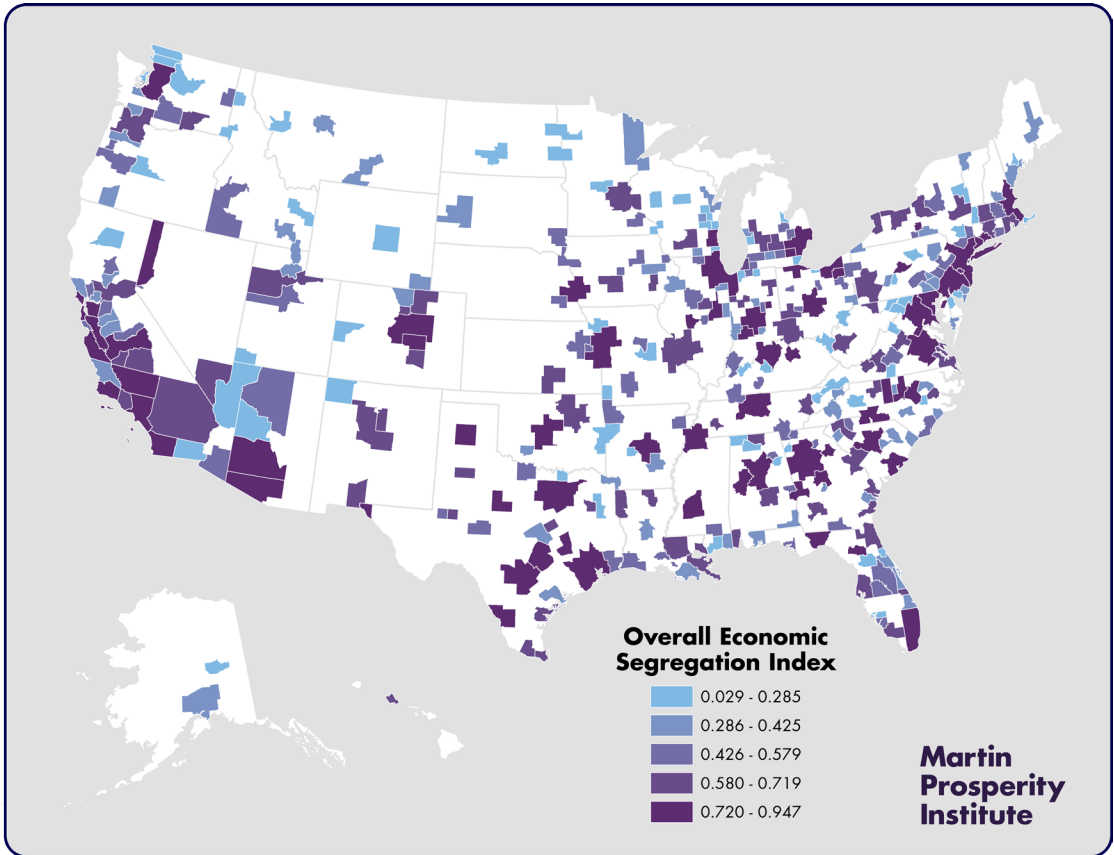 Overall Economic
Segregation Index
0.029 - 0.285
0.286 - 0.425
0.426 - 0.579
0.580 - 0.719
0.720 - 0.947
Martin
Prosperity
Institute